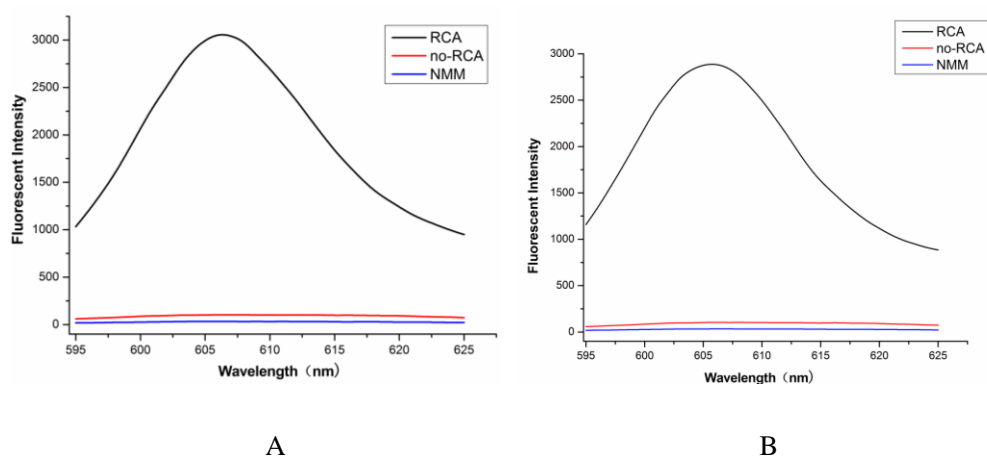 RCA
no-RCA
NMM
Fluorescent Intensity
3000
2500
2000
1500
1000
500
0
595 600 605 610 615 620 625
Wavelength（nm）
A
RCA
no-RCA
NMM
Fluorescent Intensity
3000
2500
2000
1500
1000
500
0
595 600 605 610 615 620 625
Wavelength（nm）
B